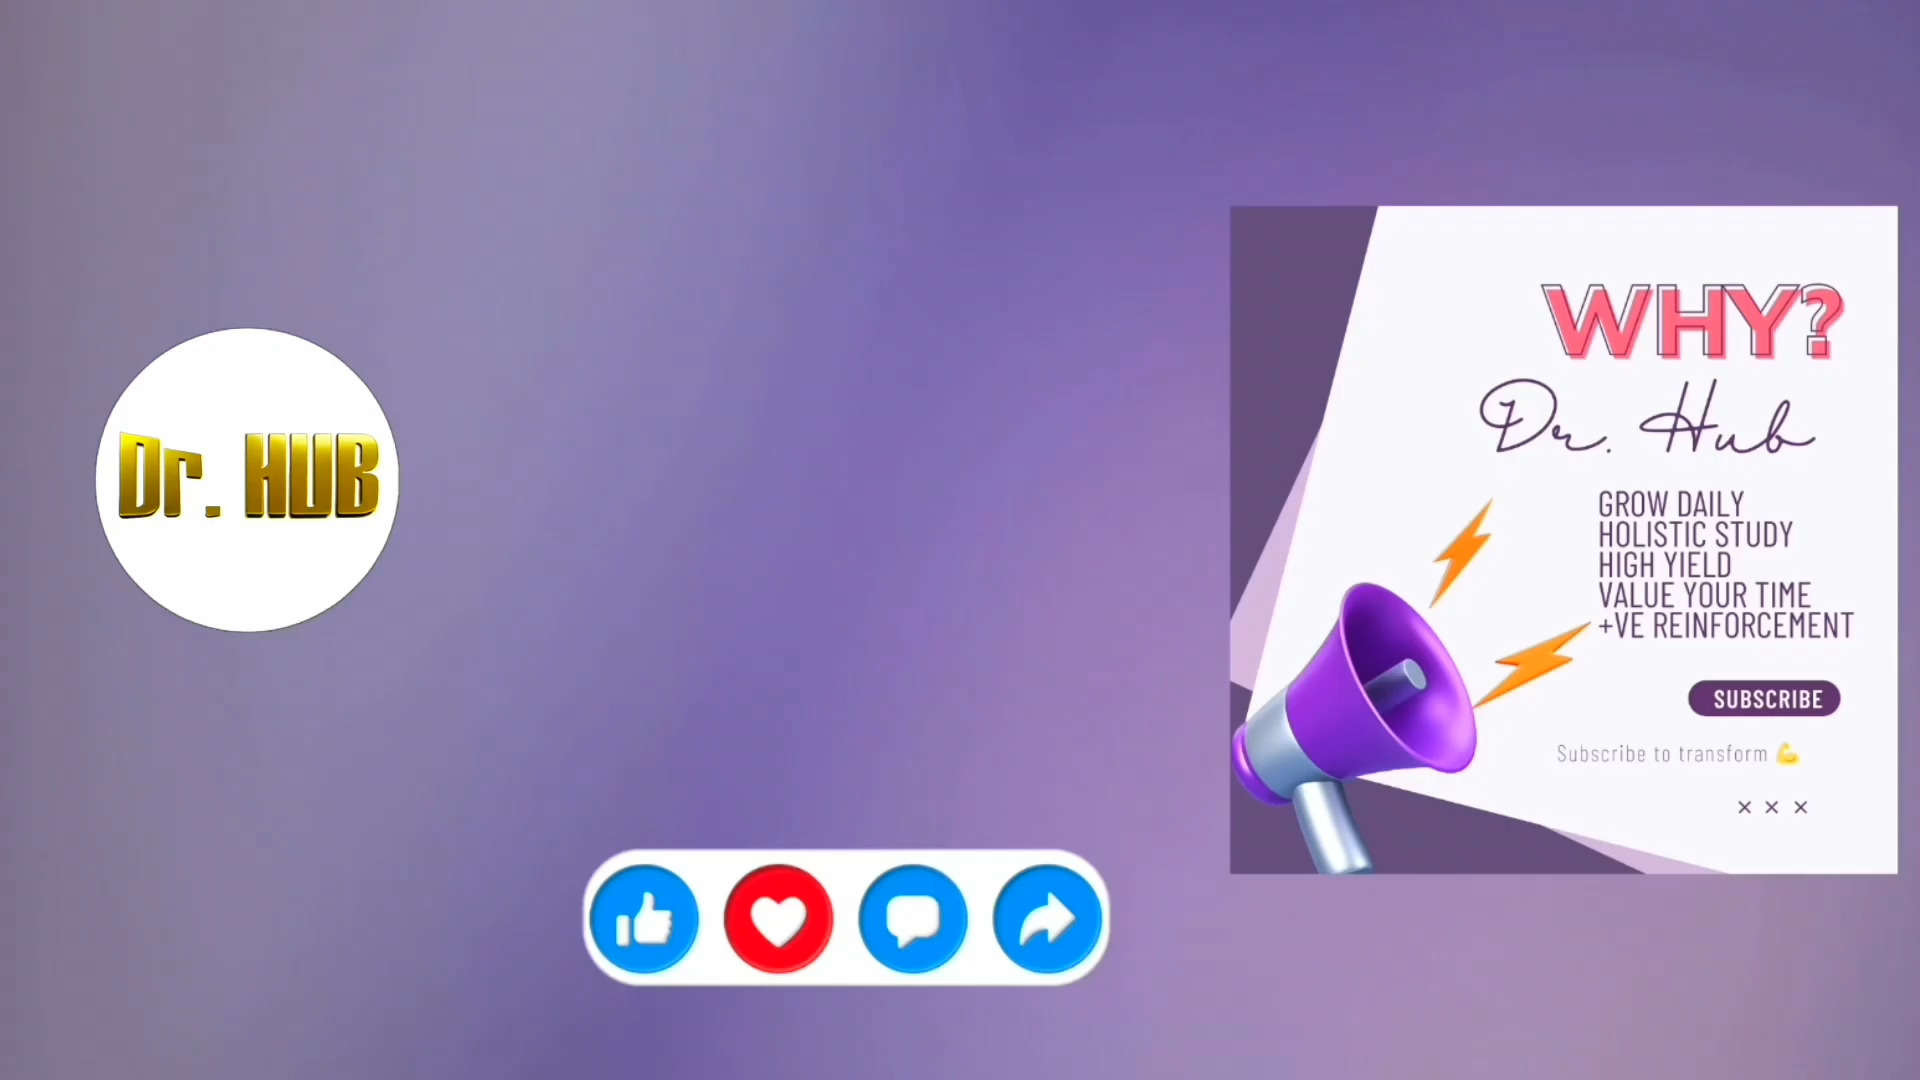 Dr. HUB
WHY?
Dr. Hub
GROW DAILY
HOLISTIC STUDY
HIGH YIELD
VALUE YOUR TIME
+VE REINFORCEMENT
SUBSCRIBE
Subscribe to transform 💪
× × ×